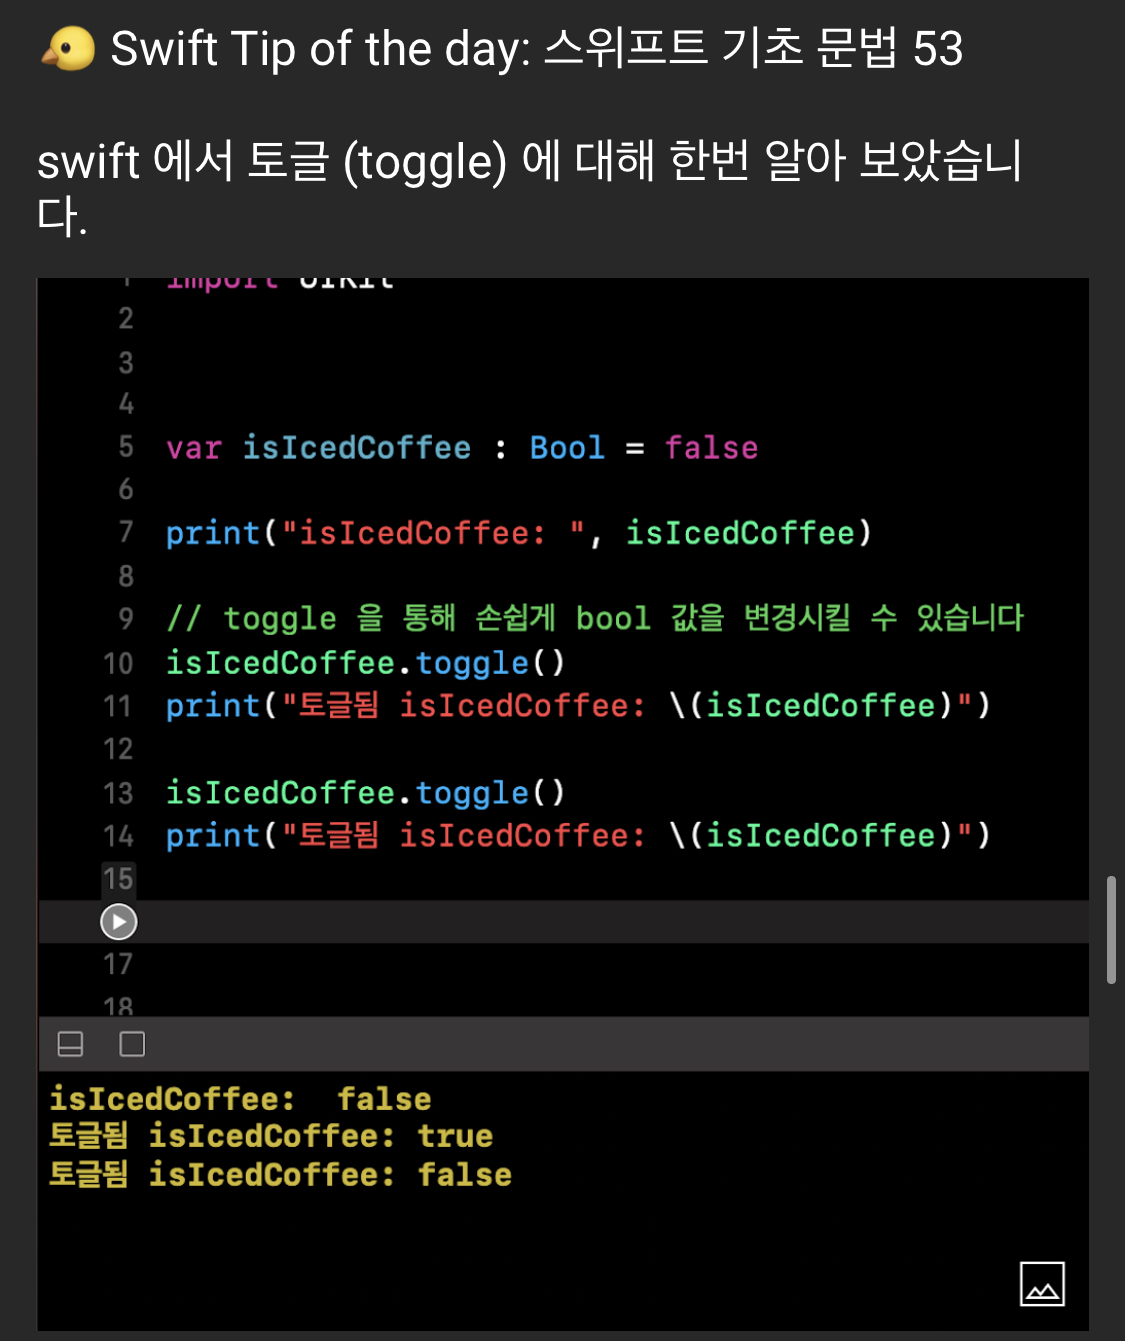 🐤 Swift Tip of the day: 스위프트 기초 문법 53
swift 에서 토글 (toggle) 에 대해 한번 알아 보았습니
다.
1 import UIKit
2
3
4
5 var isIcedCoffee : Bool = false
6
7 print("isIcedCoffee: ", isIcedCoffee)
8
9 // toggle 을 통해 손쉽게 bool 값을 변경시킬 수 있습니다
10 isIcedCoffee.toggle()
11 print("토글됨 isIcedCoffee: \(isIcedCoffee)")
12
13 isIcedCoffee.toggle()
14 print("토글됨 isIcedCoffee: \(isIcedCoffee)")
15
17
18
isIcedCoffee:  false
토글됨 isIcedCoffee: true
토글됨 isIcedCoffee: false